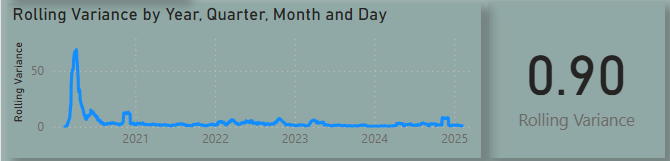 Rolling Variance by Year, Quarter, Month and Day
Rolling Variance
50
0
2021 2022 2023 2024 2025
0.90
Rolling Variance